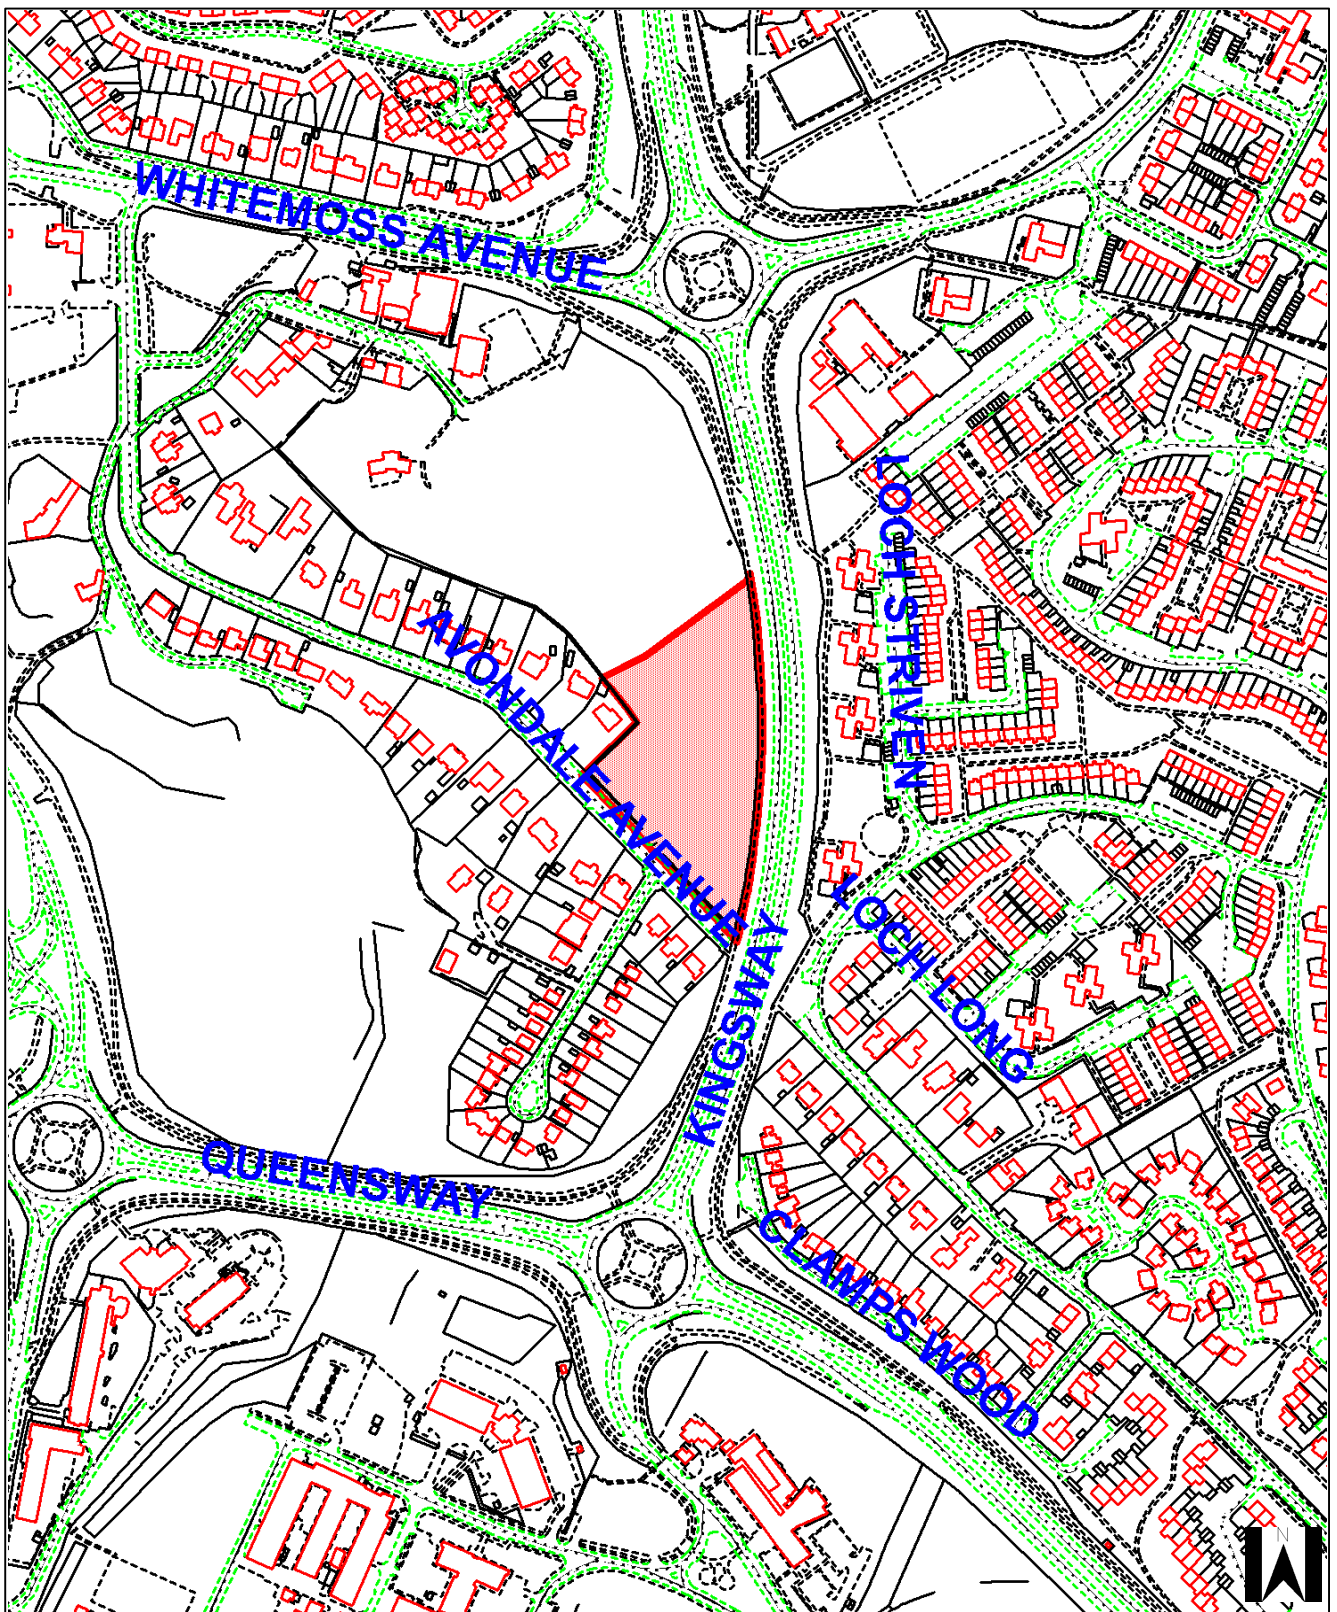 WHITEMOSS AVENUE
LOCH STRIVEN
AVONDALE AVENUE
LOCH LONG
KINGSWAY
QUEENSWAY
CLAMPS WOOD
N